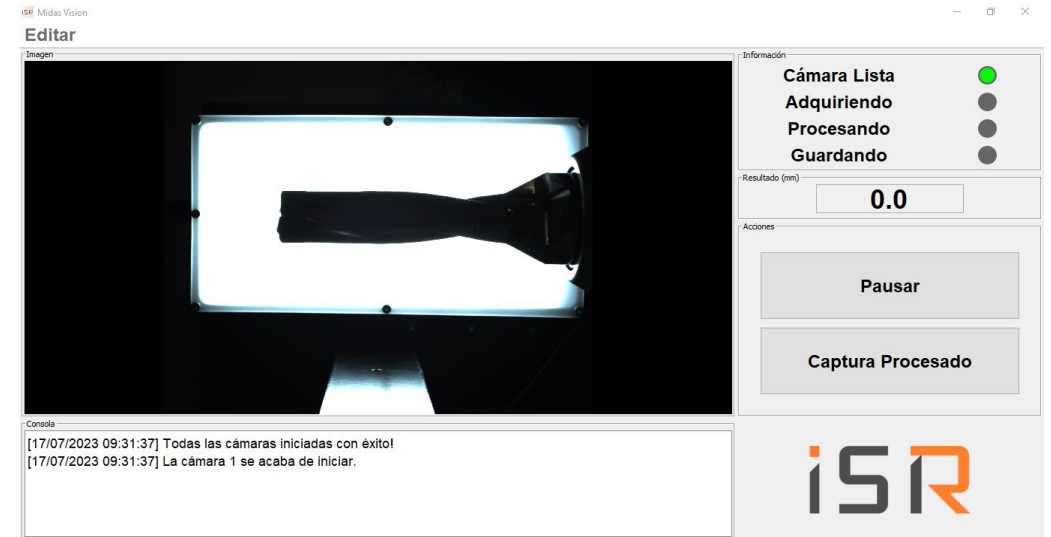 iSR Midas Vision
Editar
Imagen
Información
Cámara Lista
Adquiriendo
Procesando
Guardando
Resultado (mm)
0.0
Acciones
Pausar
Captura Procesado
Consola
[17/07/2023 09:31:37] Todas las cámaras iniciadas con éxito!
[17/07/2023 09:31:37] La cámara 1 se acaba de iniciar.
iSR